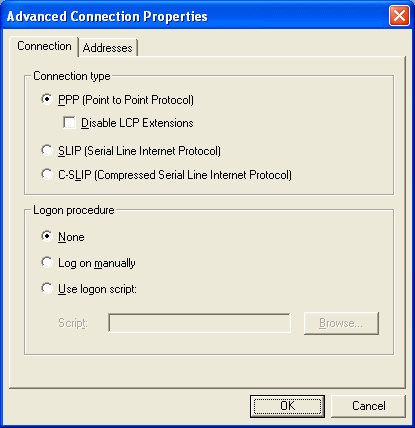 Advanced Connection Properties
Connection Addresses
Connection type
PPP (Point to Point Protocol)
Disable LCP Extensions
SLIP (Serial Line Internet Protocol)
C-SLIP (Compressed Serial Line Internet Protocol)
Logon procedure
None
Log on manually
Use logon script:
Script: Browse...
OK Cancel